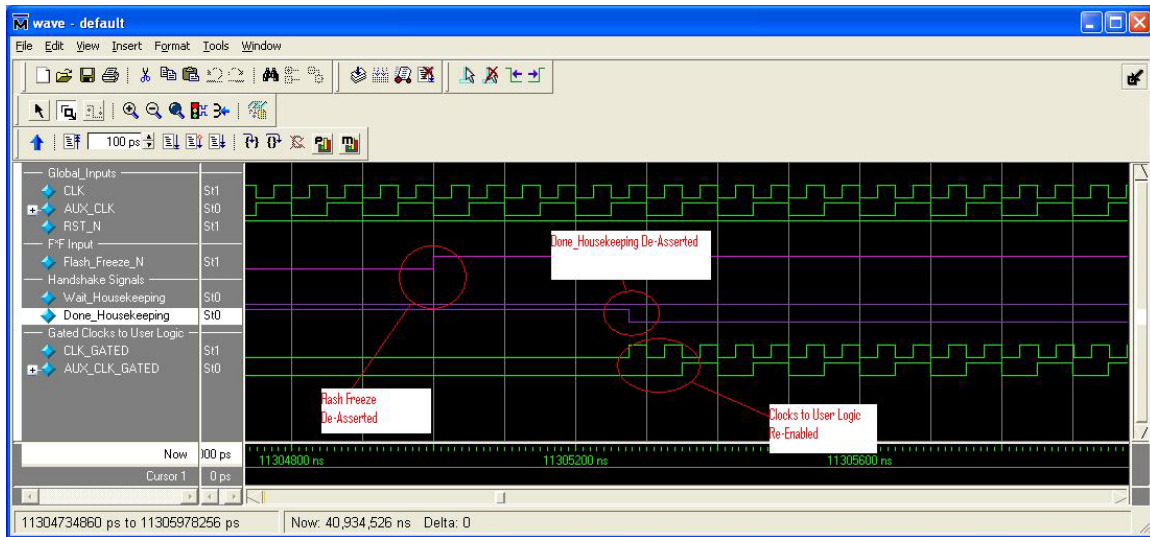 wave - default
File Edit View Insert Format Tools Window
100 ps
Global_Inputs
CLK St1
AUX_CLK St0
RST_N St1
F*F Input
Flash_Freeze_N St1
Handshake Signals
Wait_Housekeeping St0
Done_Housekeeping St0
Gated Clocks to User Logic
CLK_GATED St1
AUX_CLK_GATED St0
Done_Housekeeping De-Asserted
Flash Freeze
De-Asserted
Clocks to User Logic
Re-Enabled
Now 000 ps
Cursor 1 0 ps
11304800 ns 11305200 ns 11305600 ns
11304734860 ps to 11305978256 ps Now: 40,934,526 ns Delta: 0